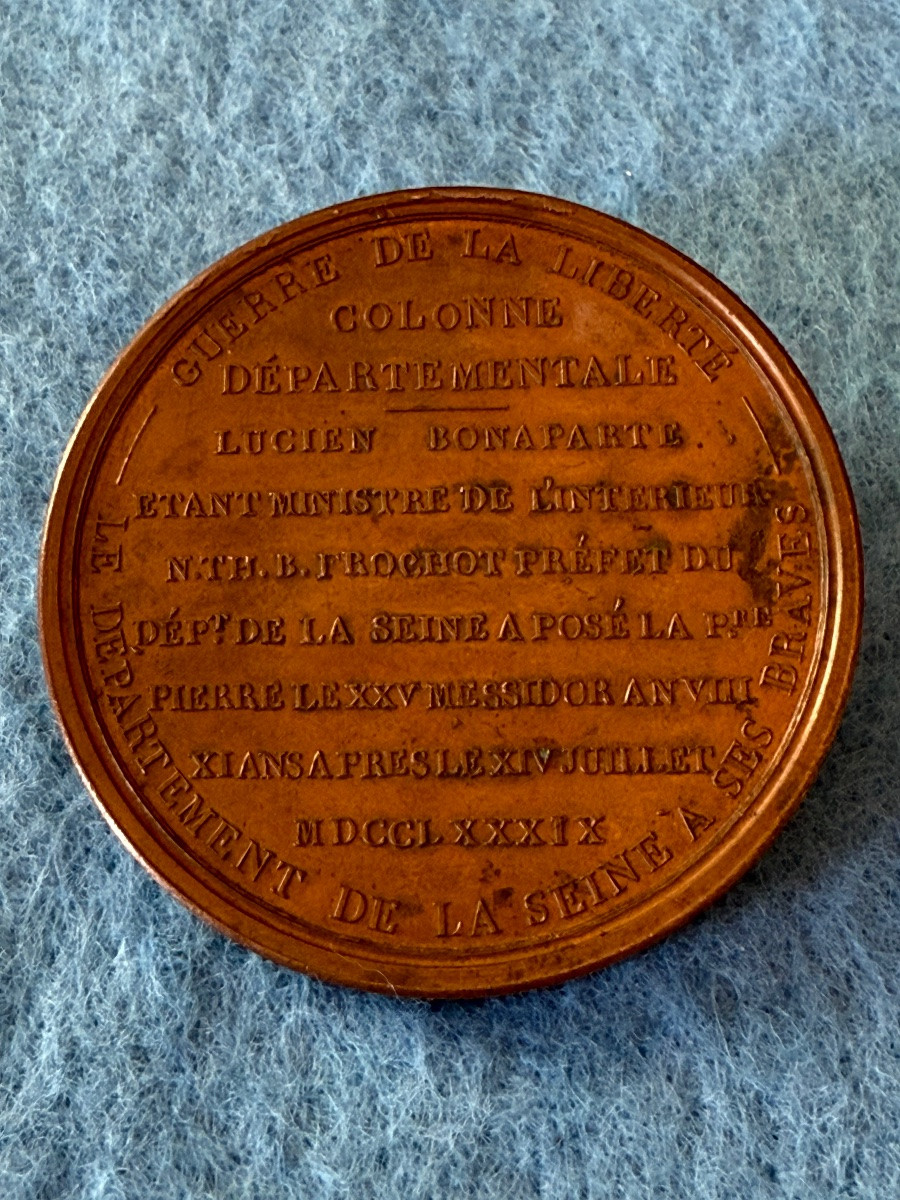 GUERRE DE LA LIBERTÉ
COLONNE
DÉPARTEMENTALE
LUCIEN BONAPARTE
ETANT MINISTRE DE L'INTERIEUR
N. TH. B. FROCHOT PRÉFET DU
DÉPT. DE LA SEINE A POSÉ LA PRE
PIERRE LE XXV MESSIDOR AN VIII
XI ANS APRES LE XIV JUILLET
MDCCLXXXIX
LE DEPARTEMENT DE LA SEINE A SES BRAVES